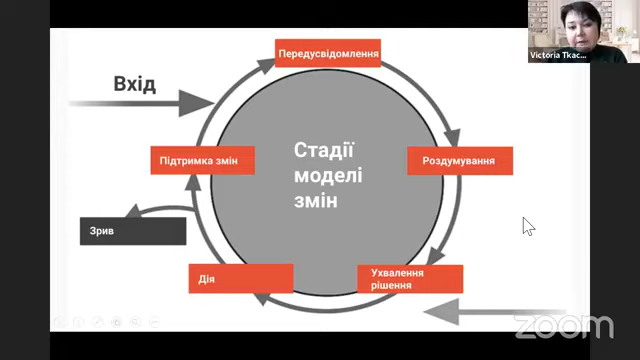 Victoria Tkac...
Передусвідомлення
Вхід
Підтримка змін
Стадії
моделі
змін
Роздумування
Зрив
Дія
Ухвалення
рішення
zoom